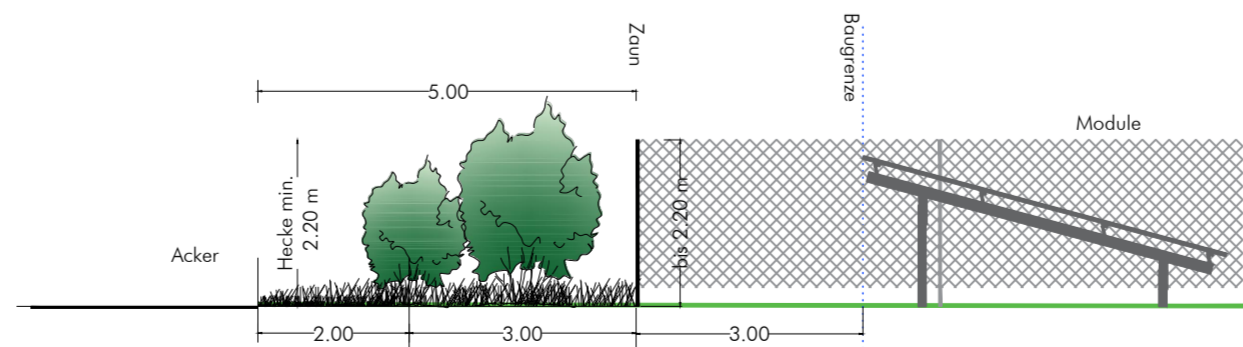 Zaun
Baugrenze
5.00
Module
Hecke min.
2.20 m
bis 2.20 m
Acker
2.00
3.00
3.00